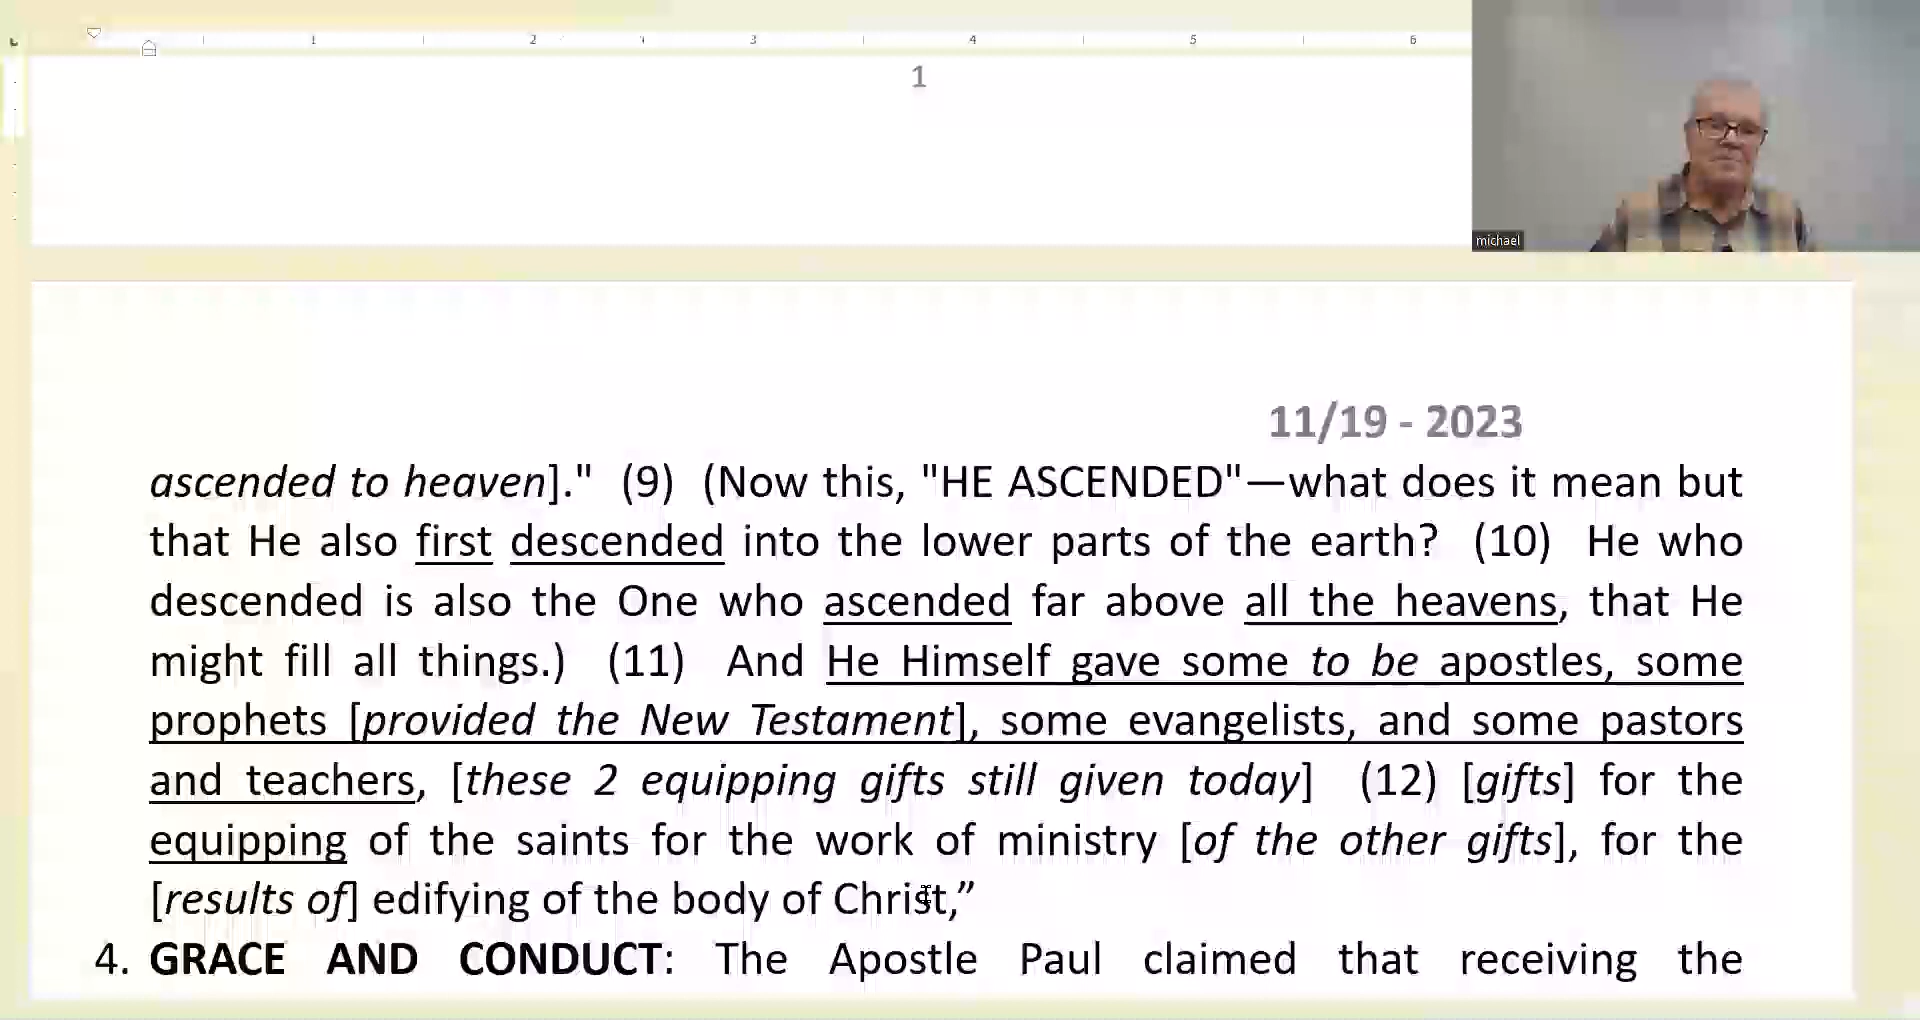 1 2 3 4 5 6
1
michael
11/19 - 2023
ascended to heaven]." (9) (Now this, "HE ASCENDED"—what does it mean but
that He also first descended into the lower parts of the earth? (10) He who
descended is also the One who ascended far above all the heavens, that He
might fill all things.) (11) And He Himself gave some to be apostles, some
prophets [provided the New Testament], some evangelists, and some pastors
and teachers, [these 2 equipping gifts still given today] (12) [gifts] for the
equipping of the saints for the work of ministry [of the other gifts], for the
[results of] edifying of the body of Christ,”
4. GRACE AND CONDUCT: The Apostle Paul claimed that receiving the